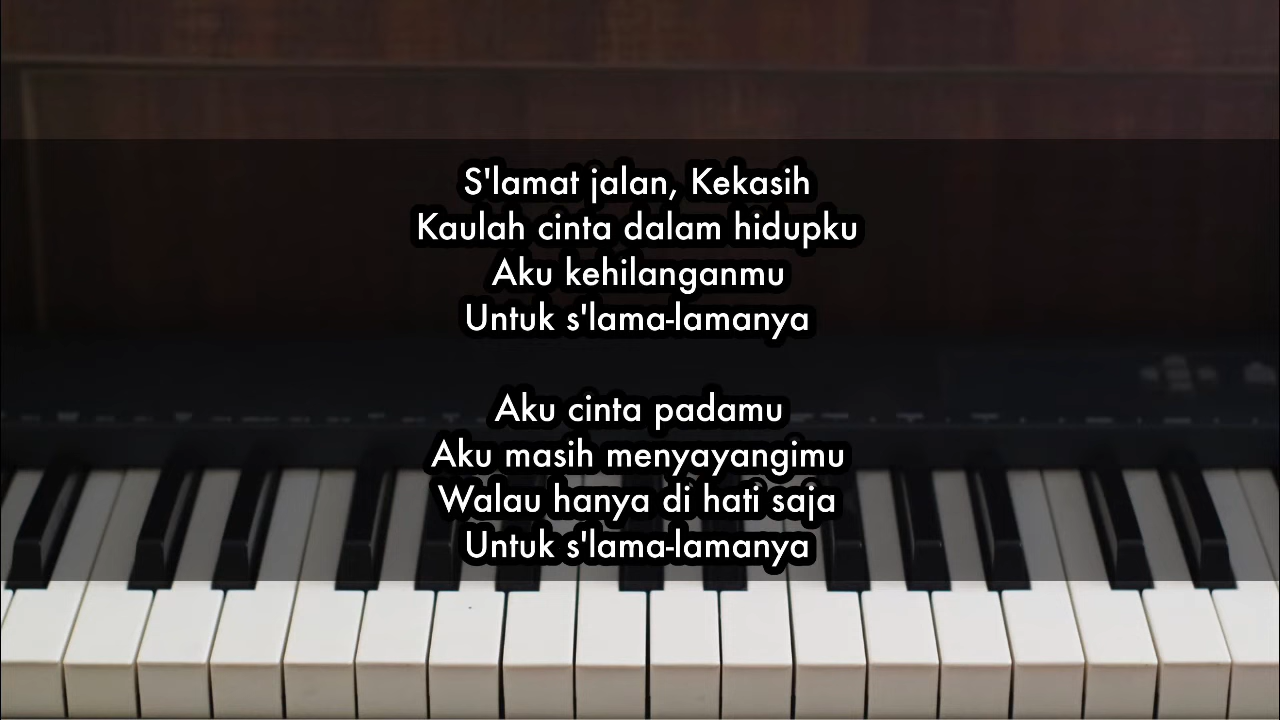 S'lamat jalan, Kekasih
Kaulah cinta dalam hidupku
Aku kehilanganmu
Untuk s'lama-lamanya
Aku cinta padamu
Aku masih menyayangimu
Walau hanya di hati saja
Untuk s'lama-lamanya